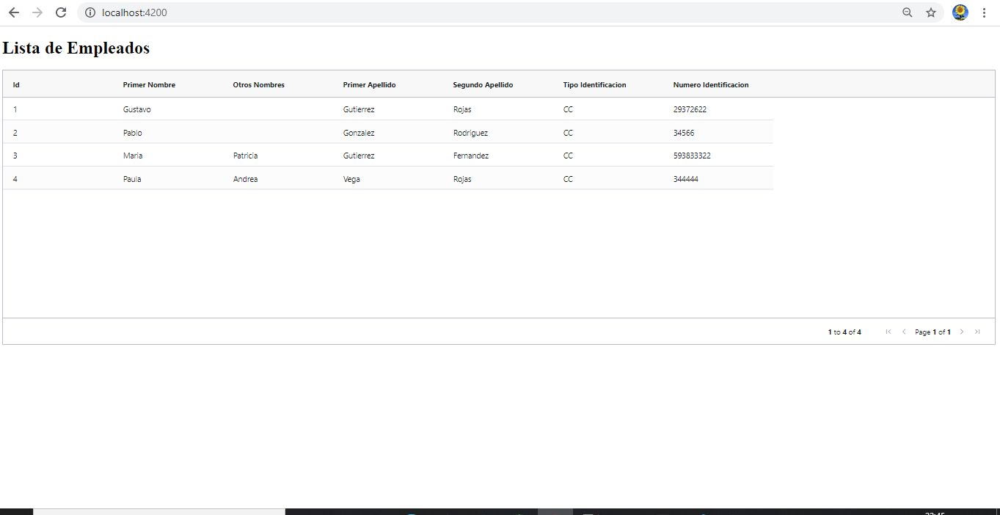 localhost:4200
Lista de Empleados
Id Primer Nombre Otros Nombres Primer Apellido Segundo Apellido Tipo Identificacion Numero Identificacion
1 Gustavo Gutierrez Rojas CC 29372622
2 Pablo Gonzalez Rodriguez CC 34566
3 Maria Patricia Gutierrez Fernandez CC 593833322
4 Paula Andrea Vega Rojas CC 344444
1 to 4 of 4 Page 1 of 1